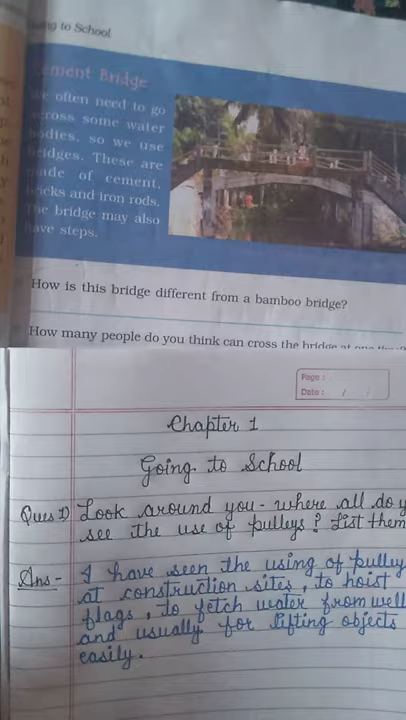 to School
Cement Bridge
We often need to go
across some water
bodies, so we use
bridges. These are
made of cement,
bricks and iron rods.
The bridge may also
have steps.
How is this bridge different from a bamboo bridge?
How many people do you think can cross the bridge at one
Page :
Date : / /
Chapter 1
Going to School
Ques 1) Look around you - where all do y
see the use of pulleys? List them
Ans - I have seen the using of pulley
at construction sites, to hoist
flags, to fetch water from well
and usually for lifting objects
easily.